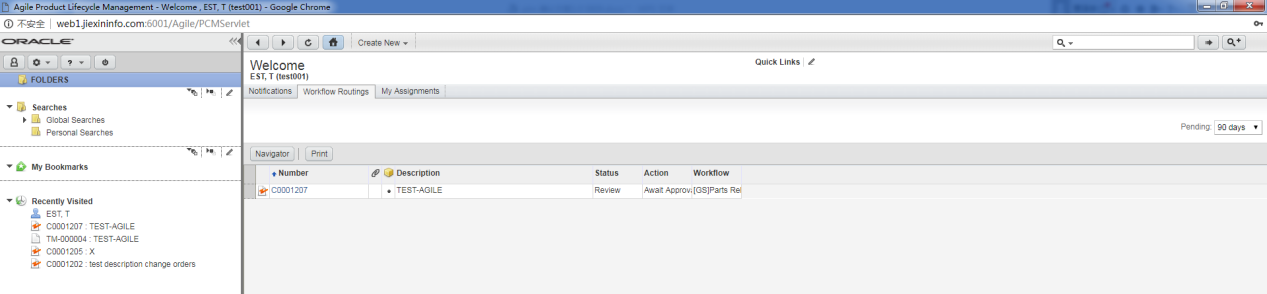 Agile Product Lifecycle Management - Welcome , EST, T (test001) - Google Chrome
不安全 | web1.jiexininfo.com:6001/Agile/PCMServlet
ORACLE
Create New
Welcome
EST, T (test001)
Quick Links
FOLDERS
Notifications Workflow Routings My Assignments
Searches
Global Searches
Personal Searches
Pending: 90 days
Navigator Print
My Bookmarks
Number Description Status Action Workflow
C0001207 TEST-AGILE Review Await Approv [GS]Parts Rel
Recently Visited
EST, T
C0001207 : TEST-AGILE
TM-000004 : TEST-AGILE
C0001205 : X
C0001202 : test description change orders